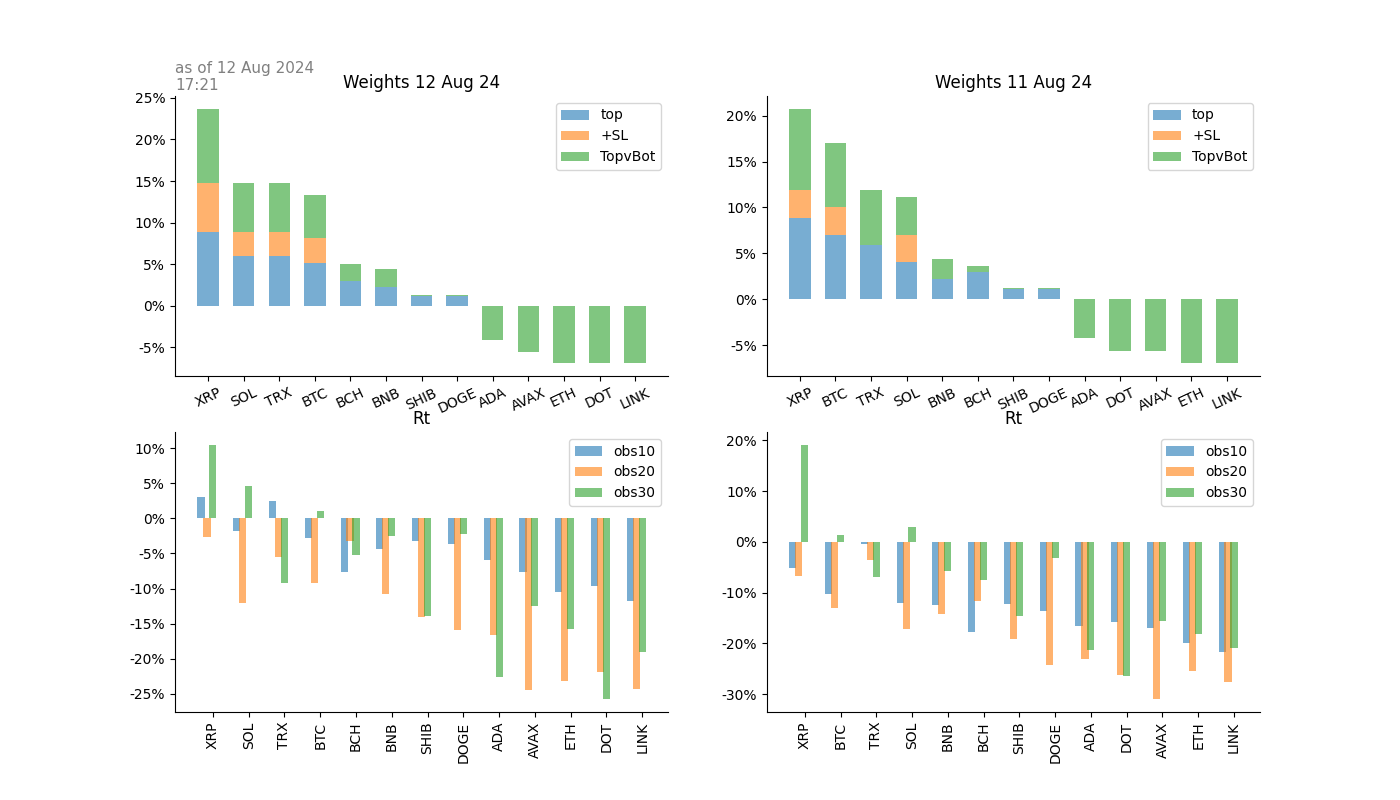 as of 12 Aug 2024
17:21
Weights 12 Aug 24
25%
20%
15%
10%
5%
0%
-5%
top
+SL
TopvBot
XRP SOL TRX BTC BCH BNB SHIB DOGE ADA AVAX ETH DOT LINK
Weights 11 Aug 24
20%
15%
10%
5%
0%
-5%
top
+SL
TopvBot
XRP BTC TRX SOL BNB BCH SHIB DOGE ADA DOT AVAX ETH LINK
Rt
10%
5%
0%
-5%
-10%
-15%
-20%
-25%
obs10
obs20
obs30
XRP SOL TRX BTC BCH BNB SHIB DOGE ADA AVAX ETH DOT LINK
Rt
20%
10%
0%
-10%
-20%
-30%
obs10
obs20
obs30
XRP BTC TRX SOL BNB BCH SHIB DOGE ADA DOT AVAX ETH LINK